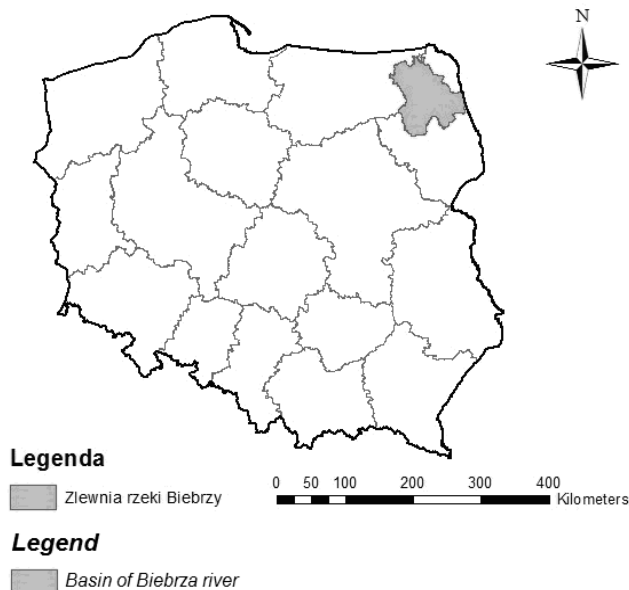 N
Legenda
Zlewnia rzeki Biebrzy
0 50 100 200 300 400
Kilometers
Legend
Basin of Biebrza river